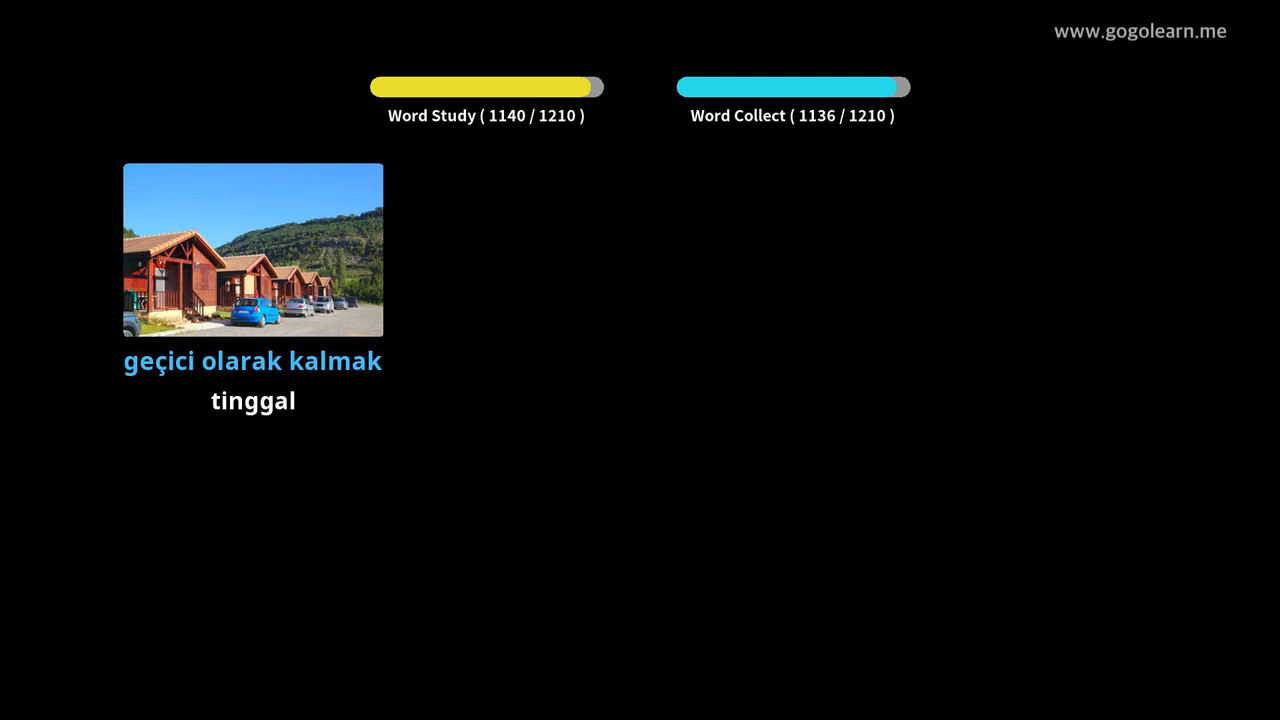 www.gogolearn.me
Word Study ( 1140 / 1210 )
Word Collect ( 1136 / 1210 )
geçici olarak kalmak
tinggal